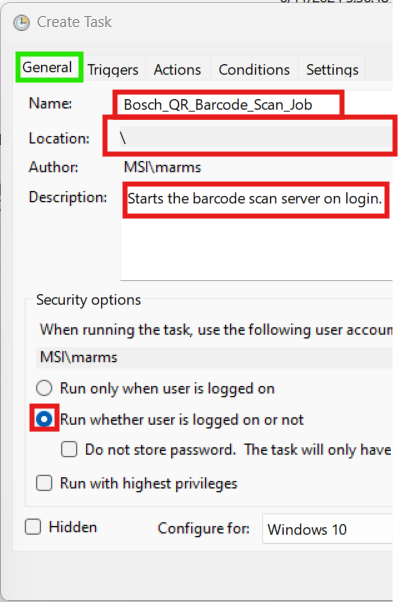 Create Task
General Triggers Actions Conditions Settings
Name: Bosch_QR_Barcode_Scan_Job
Location: \
Author: MSI\marms
Description: Starts the barcode scan server on login.
Security options
When running the task, use the following user accoun
MSI\marms
Run only when user is logged on
Run whether user is logged on or not
Do not store password. The task will only have
Run with highest privileges
Hidden Configure for: Windows 10